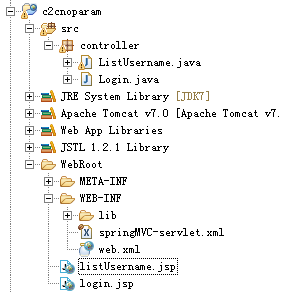 c2cnoparam
src
controller
ListUsername.java
Login.java
JRE System Library [JDK7]
Apache Tomcat v7.0 [Apache Tomcat v7.
Web App Libraries
JSTL 1.2.1 Library
WebRoot
META-INF
WEB-INF
lib
springMVC-servlet.xml
web.xml
listUsername.jsp
login.jsp